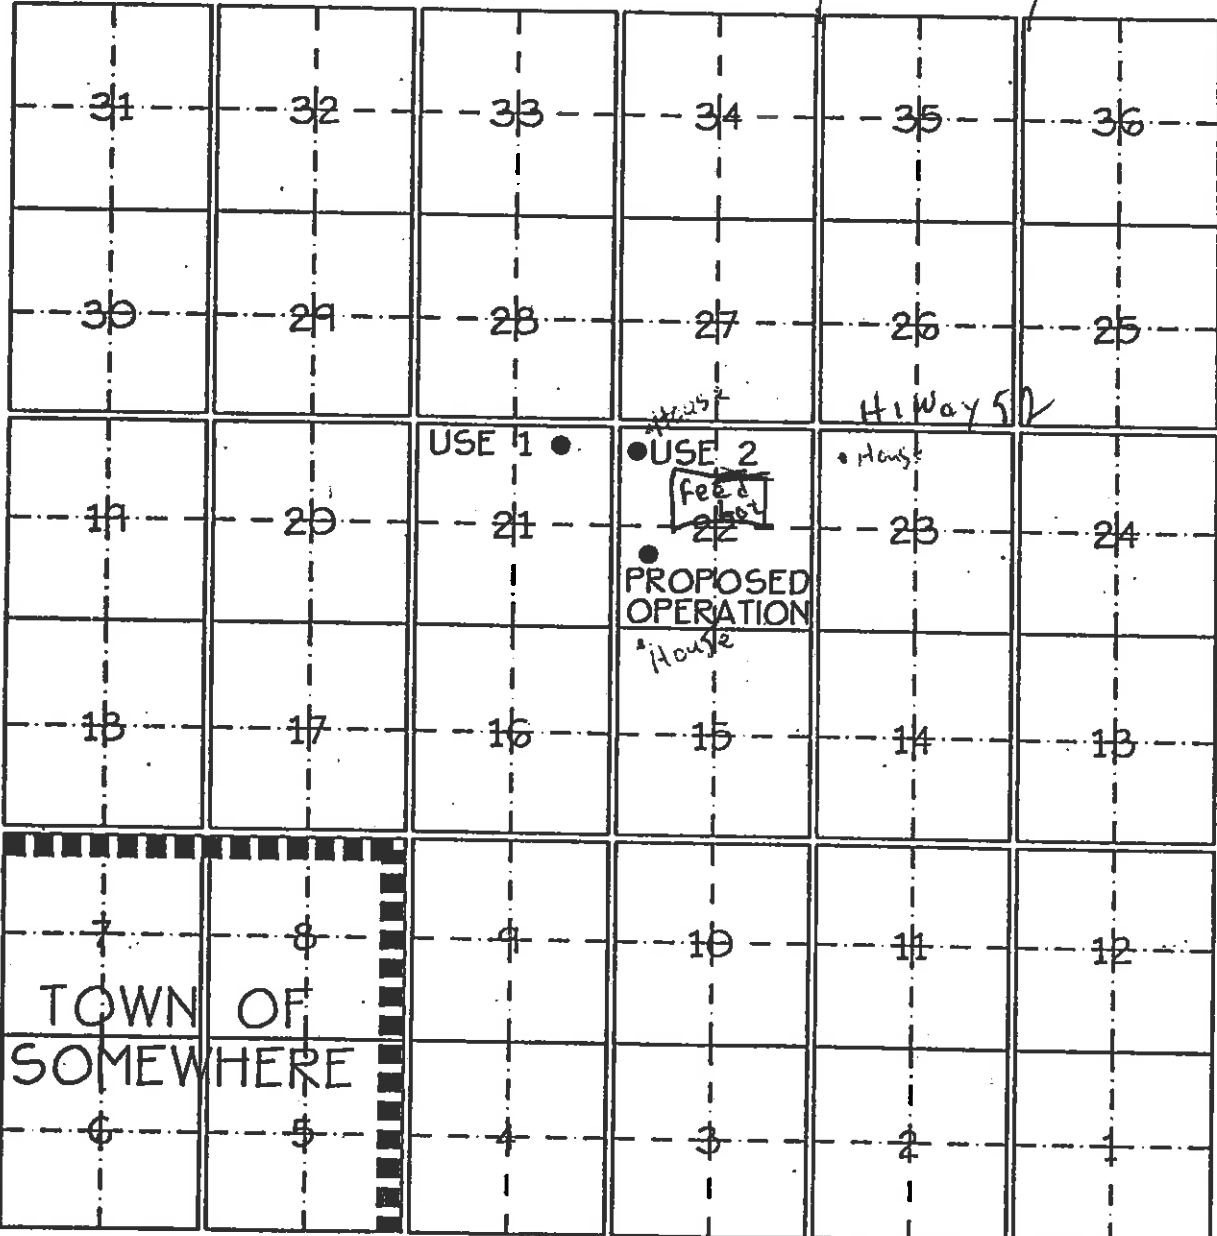 31 32 33 34 35 36
30 29 28 27 26 25
House
HiWay 52
USE 1
USE 2
House
feed
lot
19 20 21 22 23 24
PROPOSED
OPERATION
House
18 17 16 15 14 13
7 8 9 10 11 12
TOWN OF
SOMEWHERE
6 5 4 3 2 1